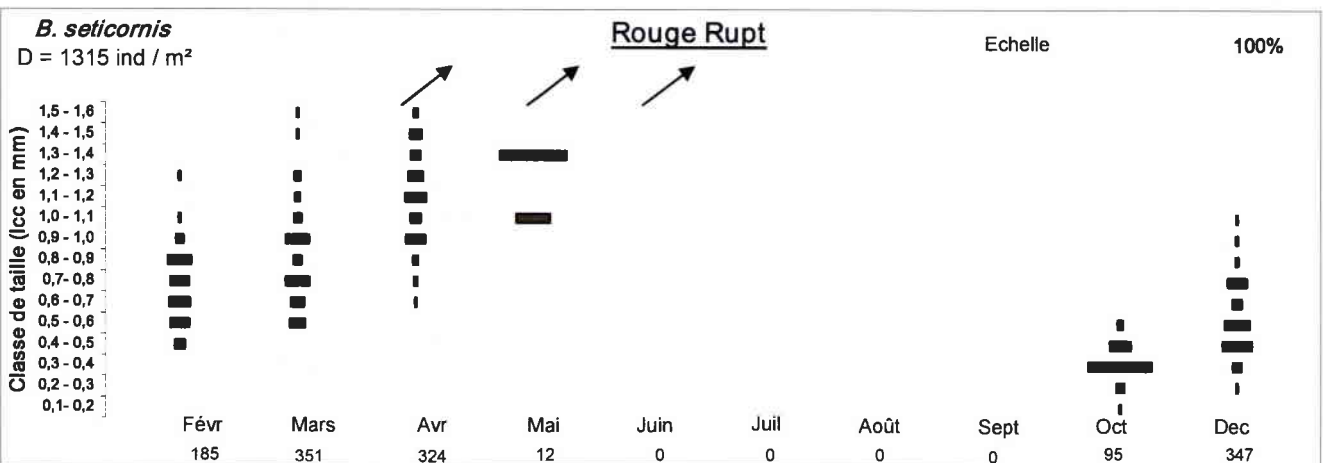 B. seticornis
Rouge Rupt
Echelle
100%
D = 1315 ind / m²
Classe de taille (lcc en mm)
1,5 - 1,6
1,4 - 1,5
1,3 - 1,4
1,2 - 1,3
1,1 - 1,2
1,0 - 1,1
0,9 - 1,0
0,8 - 0,9
0,7- 0,8
0,6 - 0,7
0,5 - 0,6
0,4 - 0,5
0,3 - 0,4
0,2 - 0,3
0,1- 0,2
Févr Mars Avr Mai Juin Juil Août Sept Oct Dec
185 351 324 12 0 0 0 0 95 347